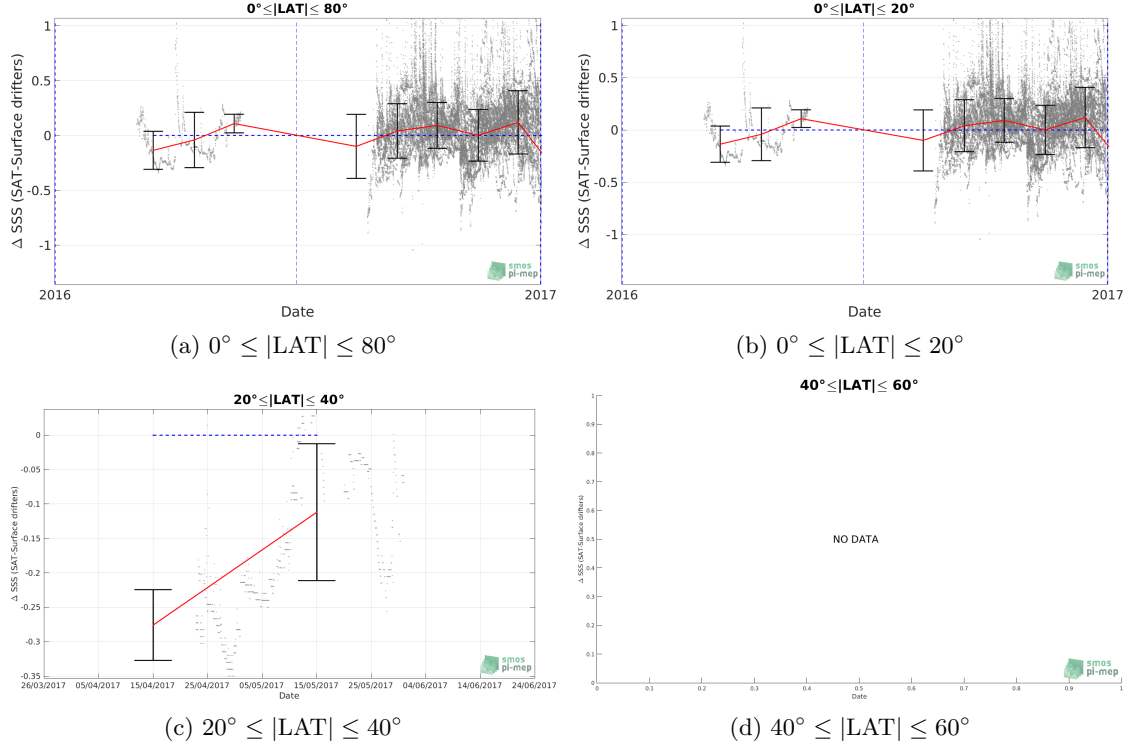 0°≤|LAT|≤ 80°
Δ SSS (SAT-Surface drifters)
0.5
0
-0.5
-1
1
2016
2017
Date
smos
pi-mep
(a) 0° ≤ |LAT| ≤ 80°
0°≤|LAT|≤ 20°
Δ SSS (SAT-Surface drifters)
1
0.5
0
-0.5
-1
2016
2017
Date
smos
pi-mep
(b) 0° ≤ |LAT| ≤ 20°
20°≤|LAT|≤ 40°
Δ SSS (SAT-Surface drifters)
0
-0.05
-0.1
-0.15
-0.2
-0.25
-0.3
-0.35
26/03/2017 05/04/2017 15/04/2017 25/04/2017 05/05/2017 15/05/2017 25/05/2017 04/06/2017 14/06/2017 24/06/2017
Date
smos
pi-mep
(c) 20° ≤ |LAT| ≤ 40°
40°≤|LAT|≤ 60°
Δ SSS (SAT-Surface drifters)
1
0.9
0.8
0.7
0.6
0.5
0.4
0.3
0.2
0.1
0
NO DATA
0 0.1 0.2 0.3 0.4 0.5 0.6 0.7 0.8 0.9 1
Date
smos
pi-mep
(d) 40° ≤ |LAT| ≤ 60°